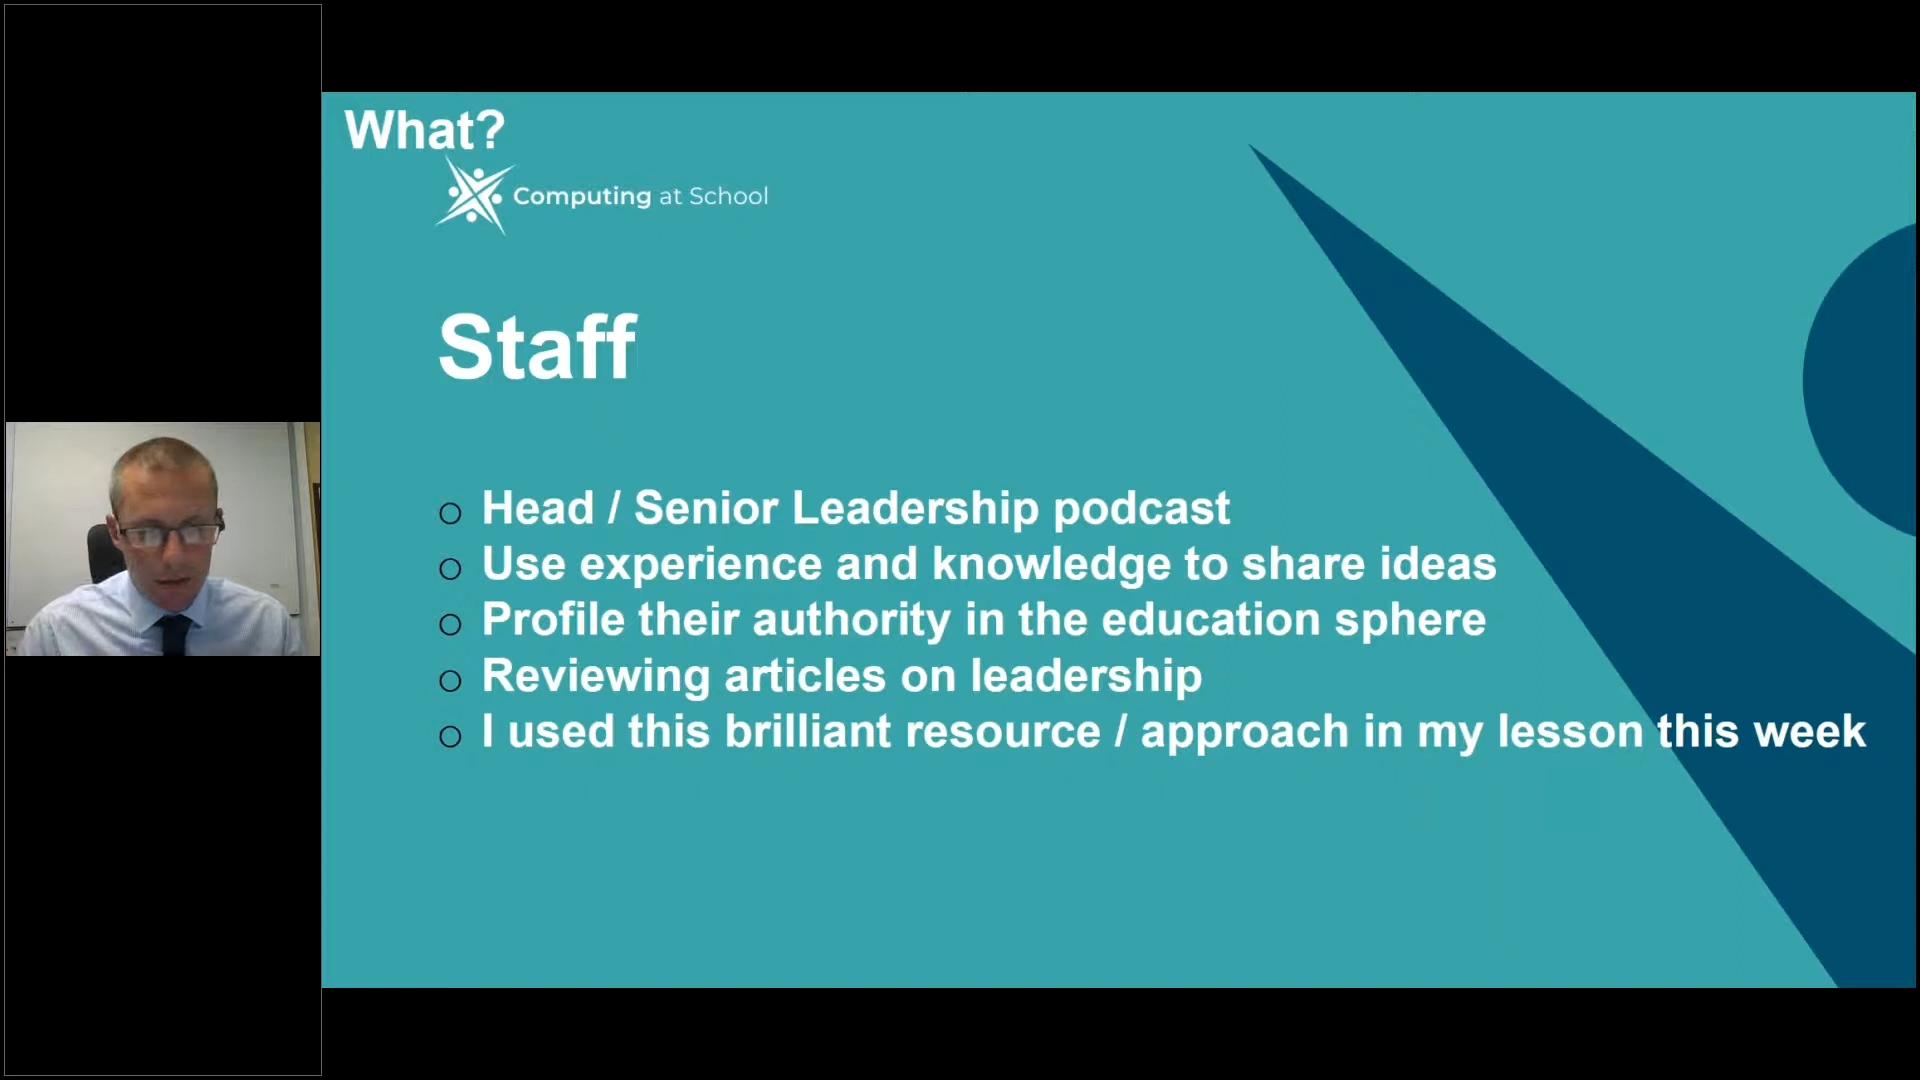 What?
Computing at School
Staff
Head / Senior Leadership podcast
Use experience and knowledge to share ideas
Profile their authority in the education sphere
Reviewing articles on leadership
I used this brilliant resource / approach in my lesson this week